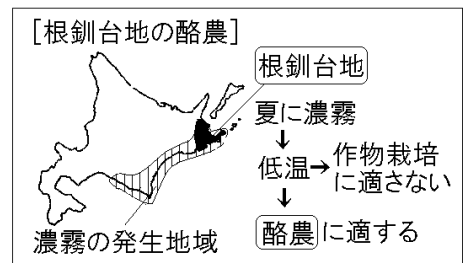 [根釧台地の酪農]
根釧台地
夏に濃霧
↓
低温→作物栽培に適さない
↓
酪農に適する
濃霧の発生地域